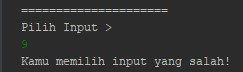 =====================
Pilih Input >
9
Kamu memilih input yang salah!